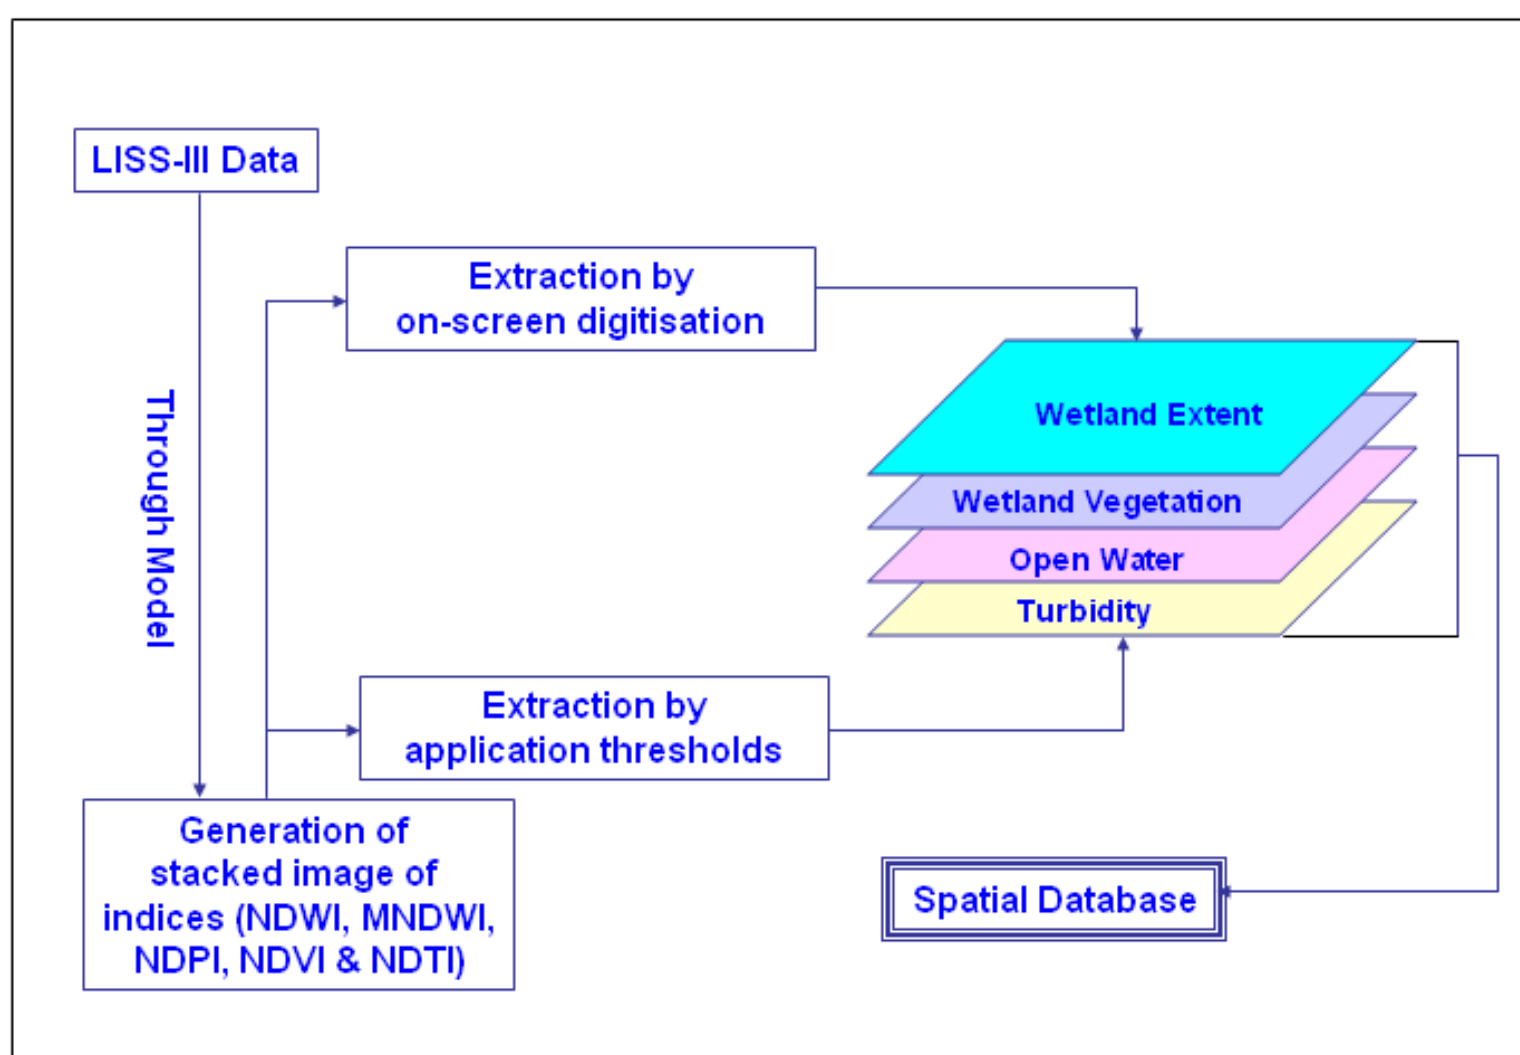 LISS-III Data
Extraction by
on-screen digitisation
Through Model
Wetland Extent
Wetland Vegetation
Open Water
Turbidity
Extraction by
application thresholds
Generation of
stacked image of
indices (NDWI, MNDWI,
NDPI, NDVI & NDTI)
Spatial Database